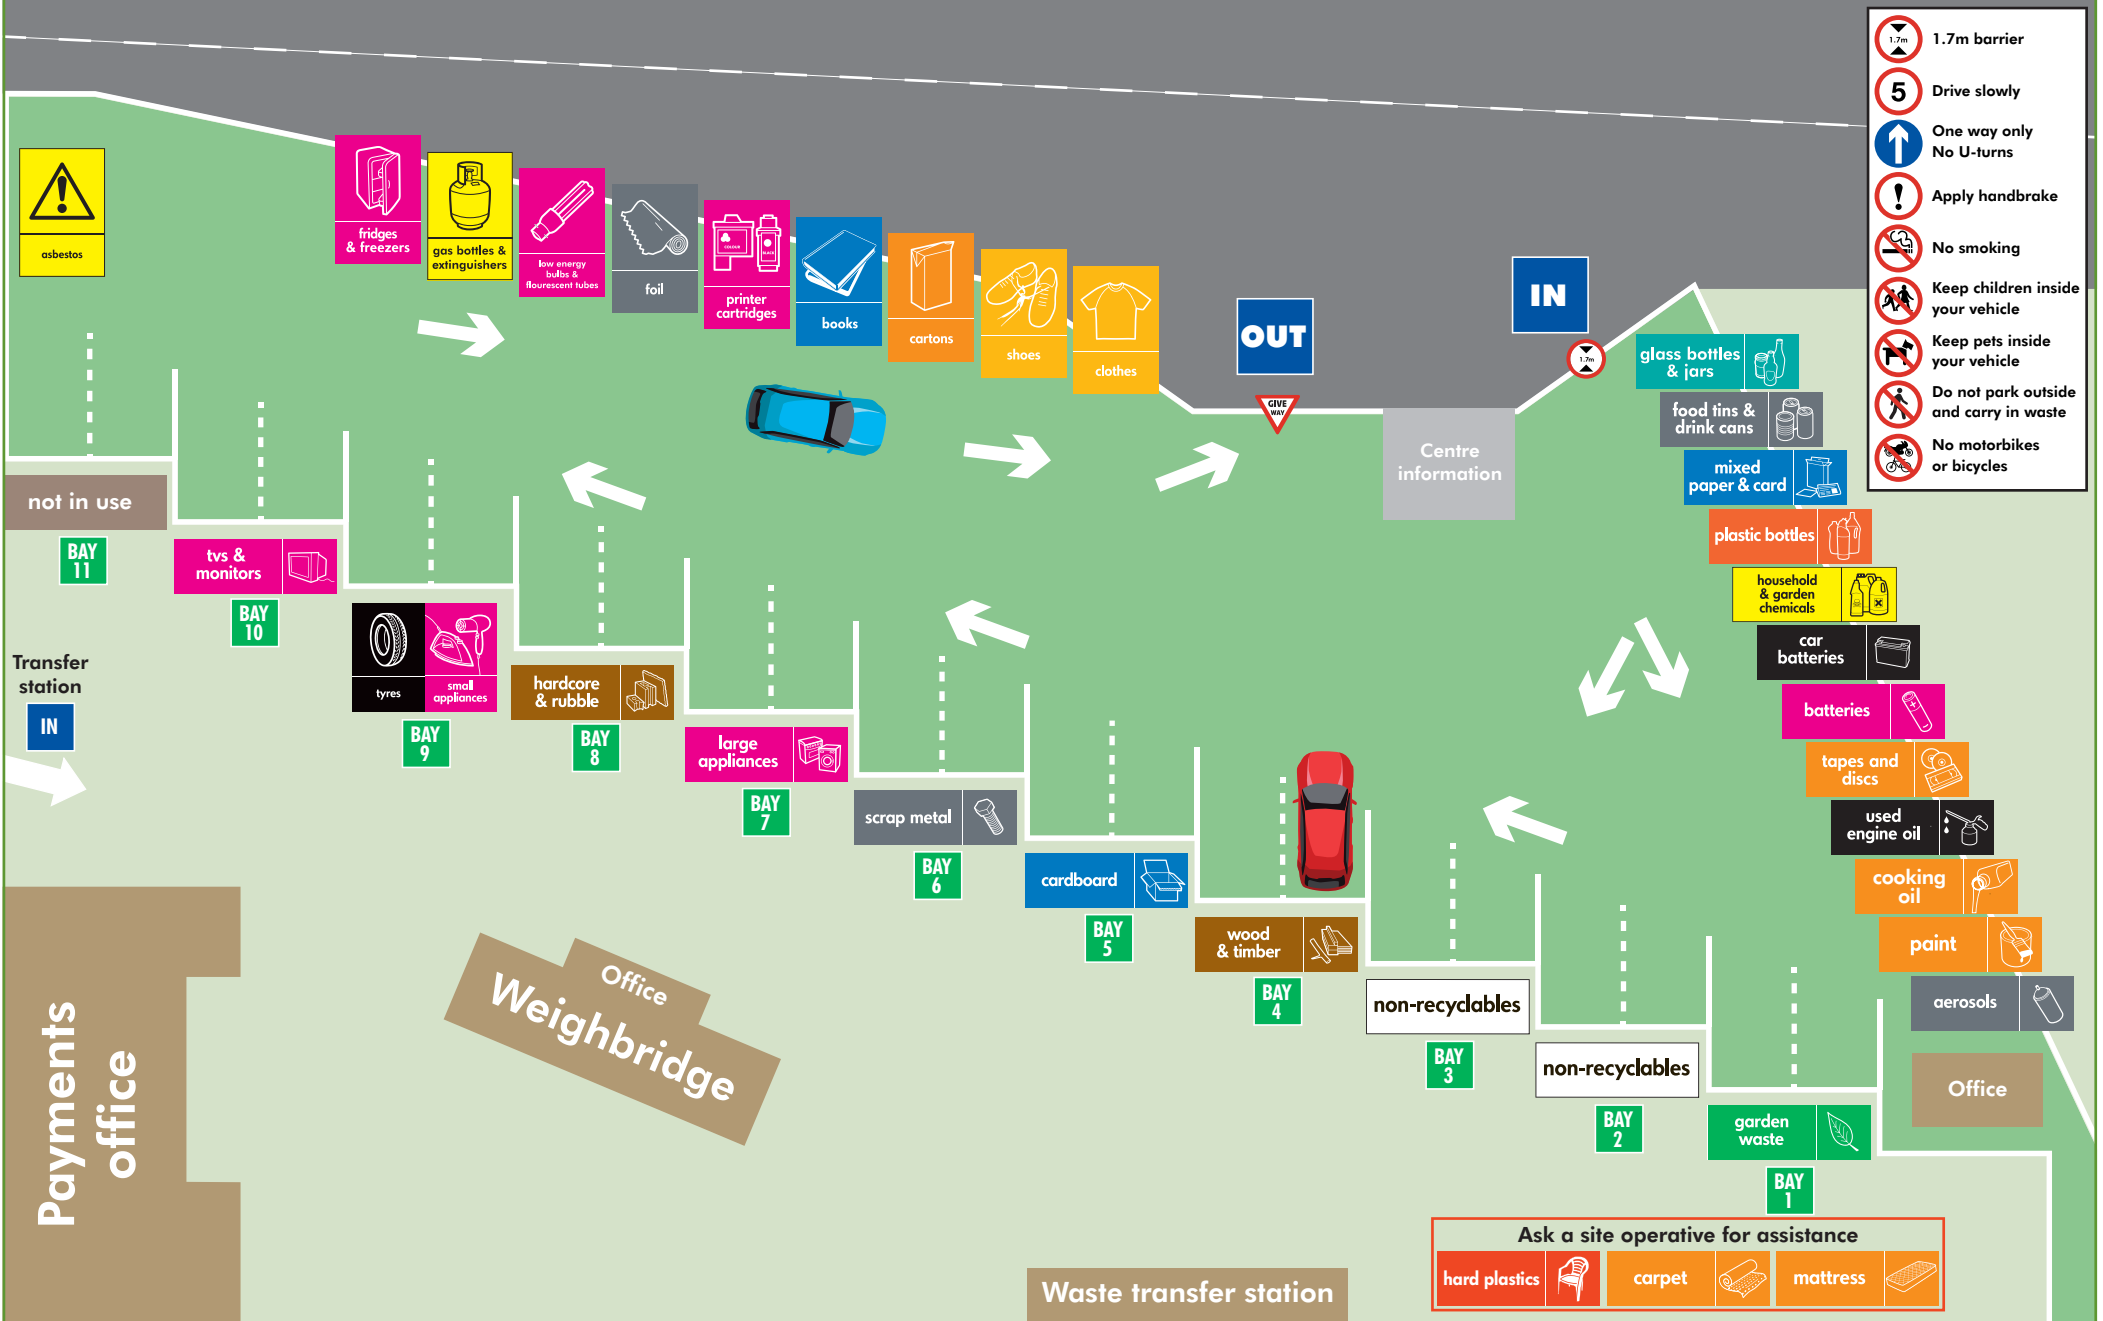 1.7m
1.7m barrier
5
Drive slowly
One way only
No U-turns
!
Apply handbrake
No smoking
Keep children inside
your vehicle
Keep pets inside
your vehicle
Do not park outside
and carry in waste
No motorbikes
or bicycles
asbestos
fridges
& freezers
gas bottles &
extinguishers
low energy
bulbs &
flourescent tubes
foil
COLOUR
BLACK
printer
cartridges
books
cartons
shoes
clothes
OUT
GIVE
WAY
IN
1.7m
Centre
information
glass bottles
& jars
food tins &
drink cans
mixed
paper & card
plastic bottles
household
& garden
chemicals
car
batteries
batteries
tapes and
discs
used
engine oil
cooking
oil
paint
aerosols
Office
not in use
BAY
11
tvs &
monitors
BAY
10
tyres
small
appliances
BAY
9
hardcore
& rubble
BAY
8
large
appliances
BAY
7
scrap metal
BAY
6
cardboard
BAY
5
wood
& timber
BAY
4
non-recyclables
BAY
3
non-recyclables
BAY
2
garden
waste
BAY
1
Transfer
station
IN
Payments
office
Office
Weighbridge
Waste transfer station
Ask a site operative for assistance
hard plastics
carpet
mattress